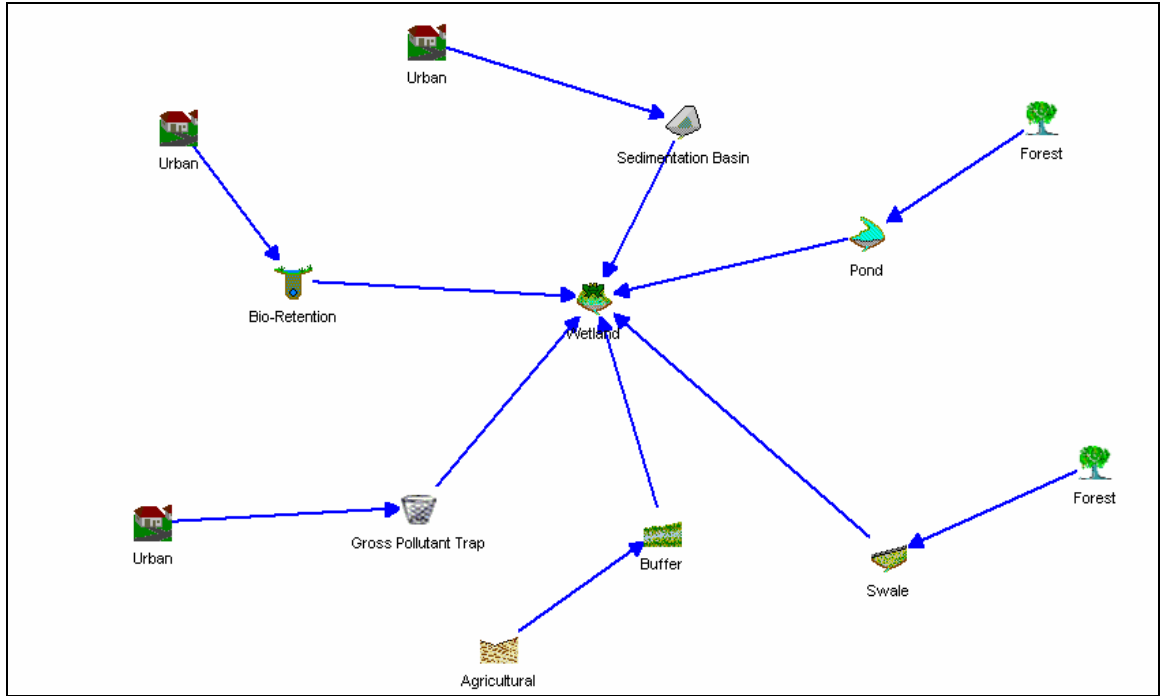 Urban
Urban
Sedimentation Basin
Forest
Pond
Bio-Retention
Wetland
Forest
Urban
Gross Pollutant Trap
Buffer
Swale
Agricultural